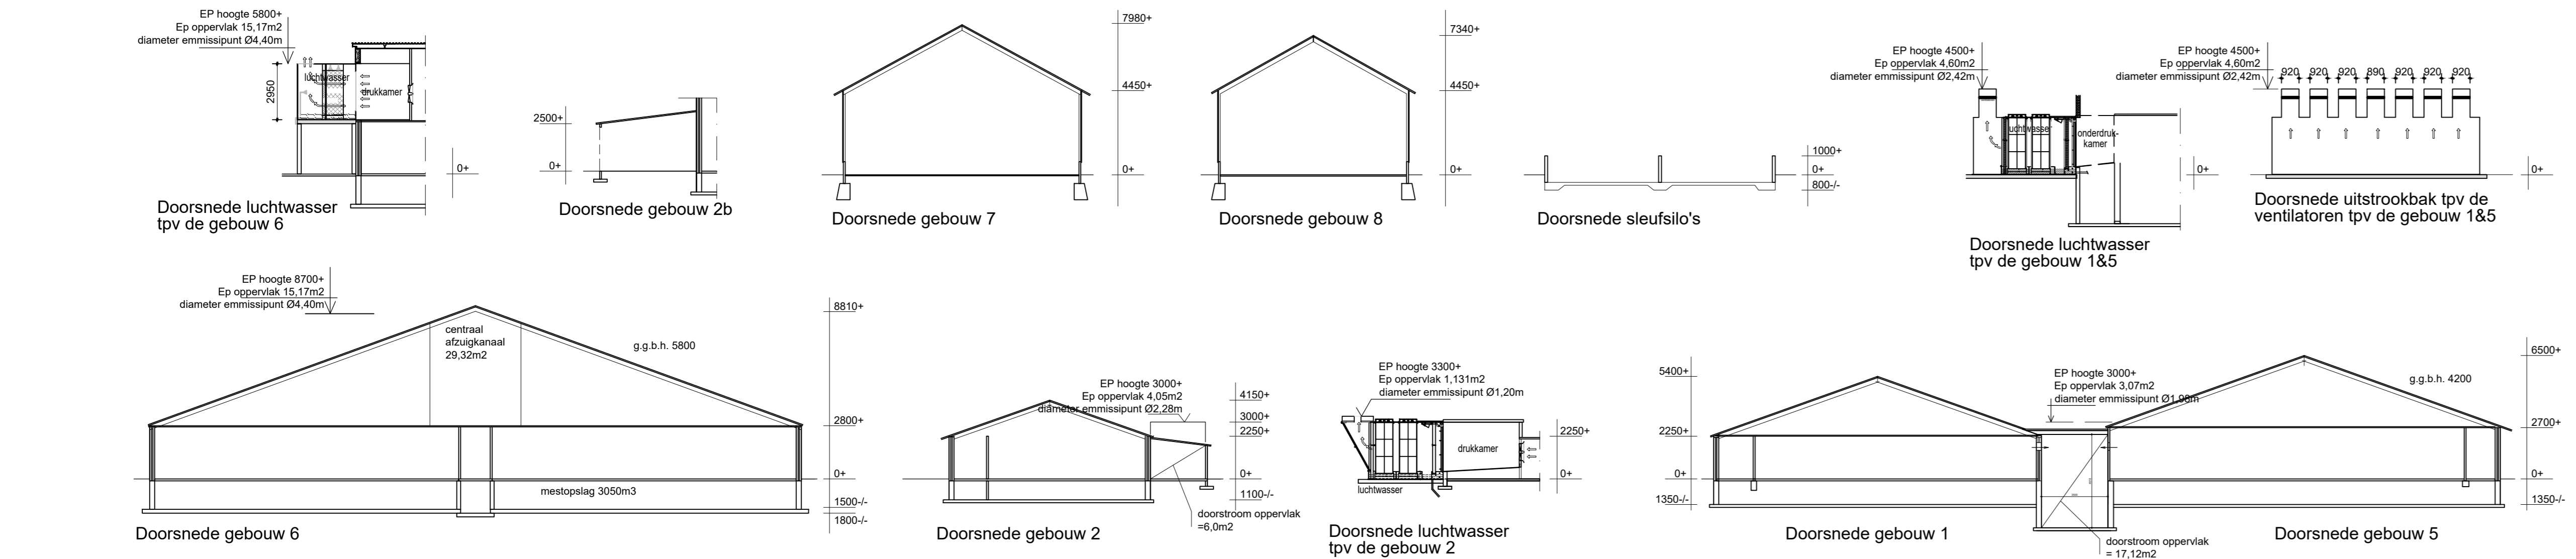 EP hoogte 5800+
Ep oppervlak 15,17m2
diameter emmissipunt Ø4,40m
2950
luchtwasser
drukkamer
0+
Doorsnede luchtwasser
tpv de gebouw 6
2500+
0+
Doorsnede gebouw 2b
7980+
4450+
0+
Doorsnede gebouw 7
7340+
4450+
0+
Doorsnede gebouw 8
1000+
0+
800-/-
Doorsnede sleufsilo's
EP hoogte 4500+
Ep oppervlak 4,60m2
diameter emmissipunt Ø2,42m
luchtwasser
onderdruk-
kamer
0+
Doorsnede luchtwasser
tpv de gebouw 1&5
EP hoogte 4500+
Ep oppervlak 4,60m2
diameter emmissipunt Ø2,42m
920 920 920 890 920 920 920
0+
Doorsnede uitstrookbak tpv de
ventilatoren tpv de gebouw 1&5
EP hoogte 8700+
Ep oppervlak 15,17m2
diameter emmissipunt Ø4,40m
centraal
afzuigkanaal
29,32m2
g.g.b.h. 5800
8810+
2800+
0+
1500-/-
1800-/-
mestopslag 3050m3
Doorsnede gebouw 6
EP hoogte 3000+
Ep oppervlak 4,05m2
diameter emmissipunt Ø2,28m
4150+
3000+
2250+
0+
1100-/-
doorstroom oppervlak
=6,0m2
Doorsnede gebouw 2
EP hoogte 3300+
Ep oppervlak 1,131m2
diameter emmissipunt Ø1,20m
drukkamer
luchtwasser
2250+
0+
Doorsnede luchtwasser
tpv de gebouw 2
5400+
2250+
0+
1350-/-
Doorsnede gebouw 1
EP hoogte 3000+
Ep oppervlak 3,07m2
diameter emmissipunt Ø1,98m
doorstroom oppervlak
= 17,12m2
g.g.b.h. 4200
6500+
2700+
0+
1350-/-
Doorsnede gebouw 5